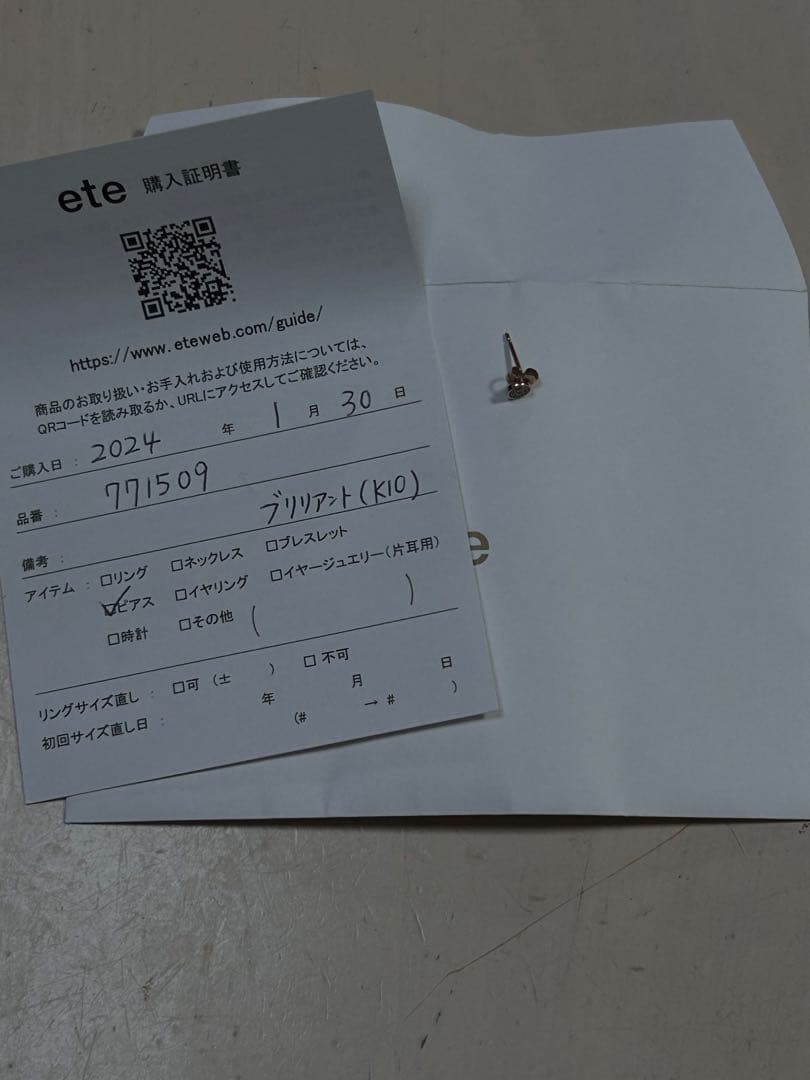 ete 購入証明書
https://www.eteweb.com/guide/
商品のお取り扱い・お手入れおよび使用方法については、
QRコードを読み取るか、URLにアクセスしてご確認ください。
ご購入日 : 2024 年 1 月 30 日
品番 : 771509
備考 : ブリリアント(K10)
アイテム : □リング □ネックレス □ブレスレット
☑ピアス □イヤリング □イヤージュエリー(片耳用)
□時計 □その他 ( )
リングサイズ直し : □可 (± ) □ 不可
初回サイズ直し日 : 年 月 日
(# → # )
e